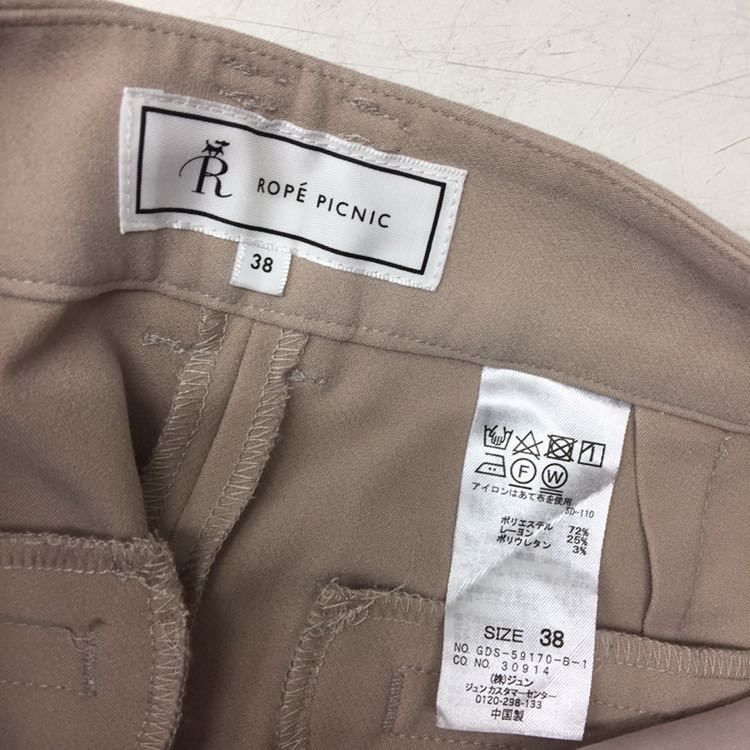 R
ROPÉ PICNIC
38
F W
アイロンはあて布を使用
SD-110
ポリエステル 72%
レーヨン 25%
ポリウレタン 3%
SIZE 38
NO. GDS-59170-B-1
CO NO. 30914
(株)ジュン
ジュンカスタマーセンター
0120-298-133
中国製